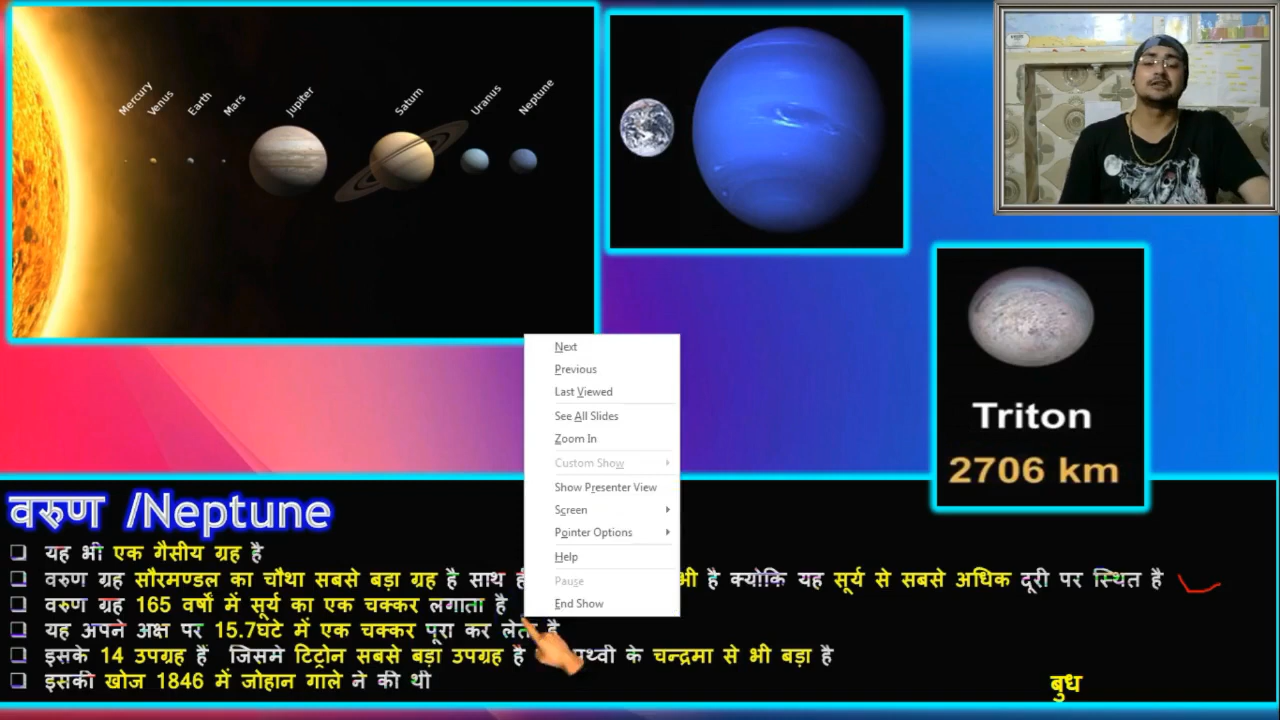 Mercury
Venus
Earth
Mars
Jupiter
Saturn
Uranus
Neptune
Triton
2706 km
Next
Previous
Last Viewed
See All Slides
Zoom In
Custom Show
Show Presenter View
Screen
Pointer Options
Help
Pause
End Show
वरुण /Neptune
यह भी एक गैसीय ग्रह है
वरुण ग्रह सौरमण्डल का चौथा सबसे बड़ा ग्रह है साथ भी है क्योकि यह सूर्य से सबसे अधिक दूरी पर स्थित है
वरुण ग्रह 165 वर्षों में सूर्य का एक चक्कर लगाता है
यह अपने अक्ष पर 15.7घंटे में एक चक्कर पूरा कर लेता है
इसके 14 उपग्रह हैं जिसमे टिट्रोन सबसे बड़ा उपग्रह है के चन्द्रमा से भी बड़ा है
इसकी खोज 1846 में जोहान गाले ने की थी
बुध